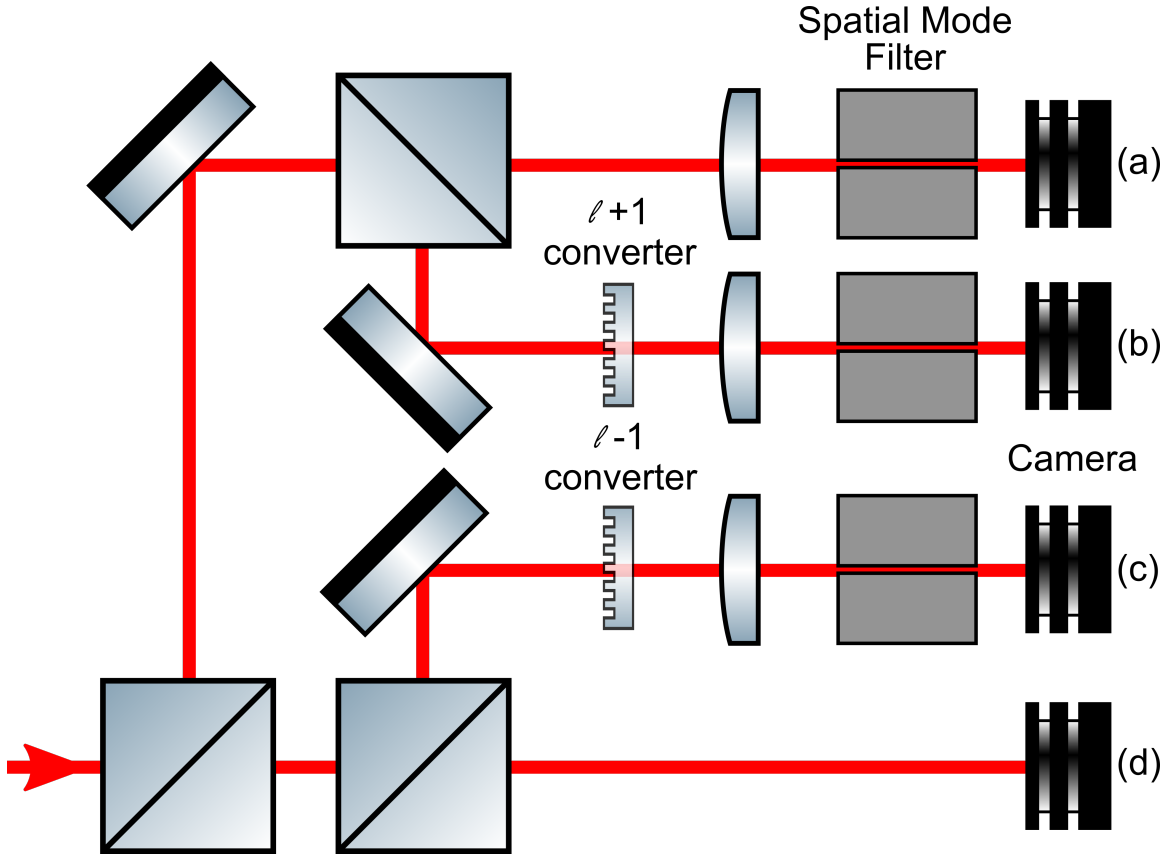 Spatial Mode
Filter
(a)
ℓ +1
converter
(b)
ℓ -1
converter
Camera
(c)
(d)